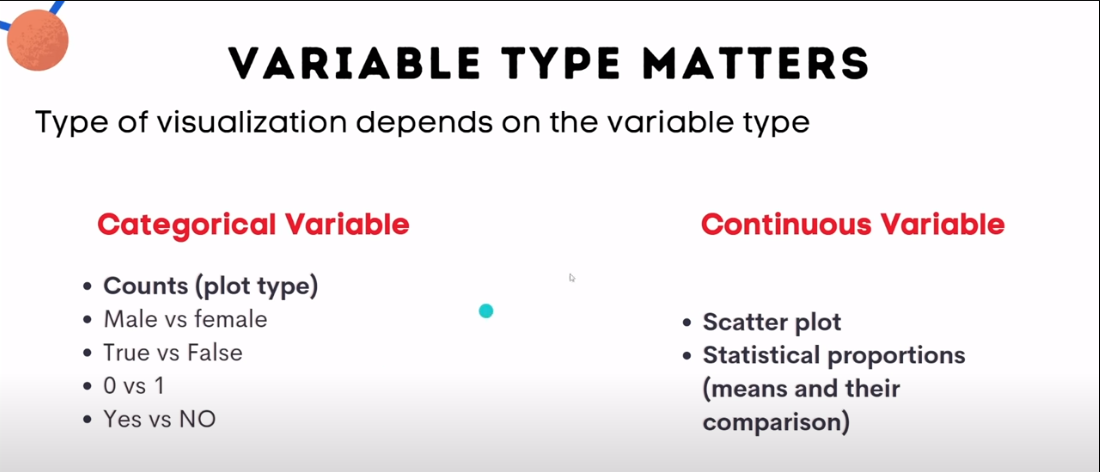 VARIABLE TYPE MATTERS
Type of visualization depends on the variable type
Categorical Variable
• Counts (plot type)
• Male vs female
• True vs False
• 0 vs 1
• Yes vs NO
Continuous Variable
• Scatter plot
• Statistical proportions
(means and their
comparison)